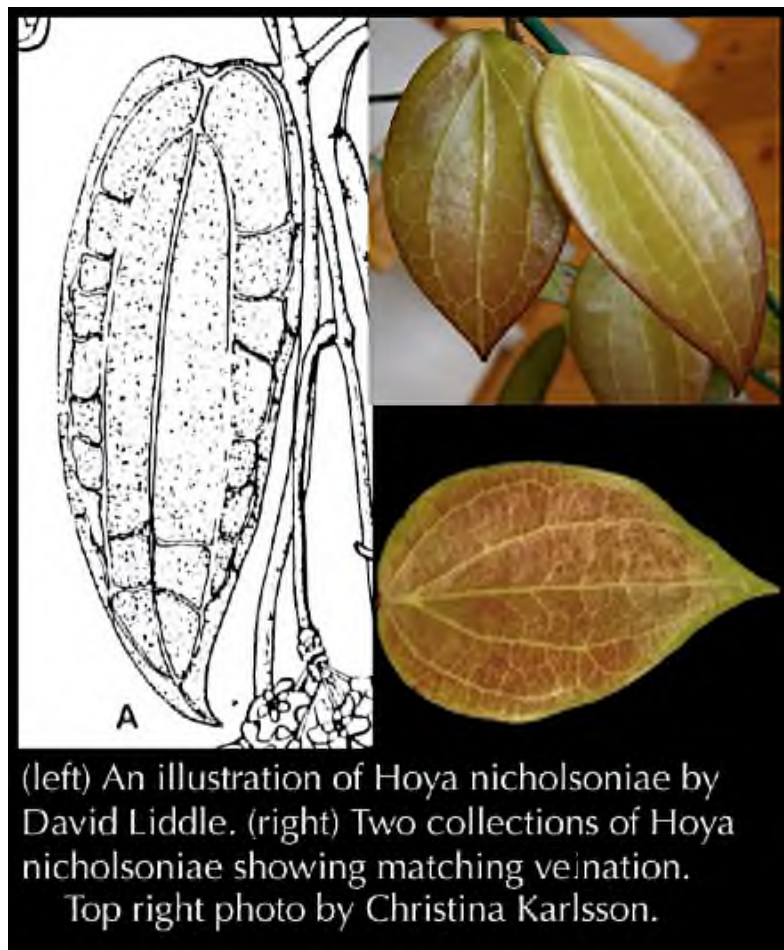 A
(left) An illustration of Hoya nicholsoniae by
David Liddle. (right) Two collections of Hoya
nicholsoniae showing matching veination.
Top right photo by Christina Karlsson.